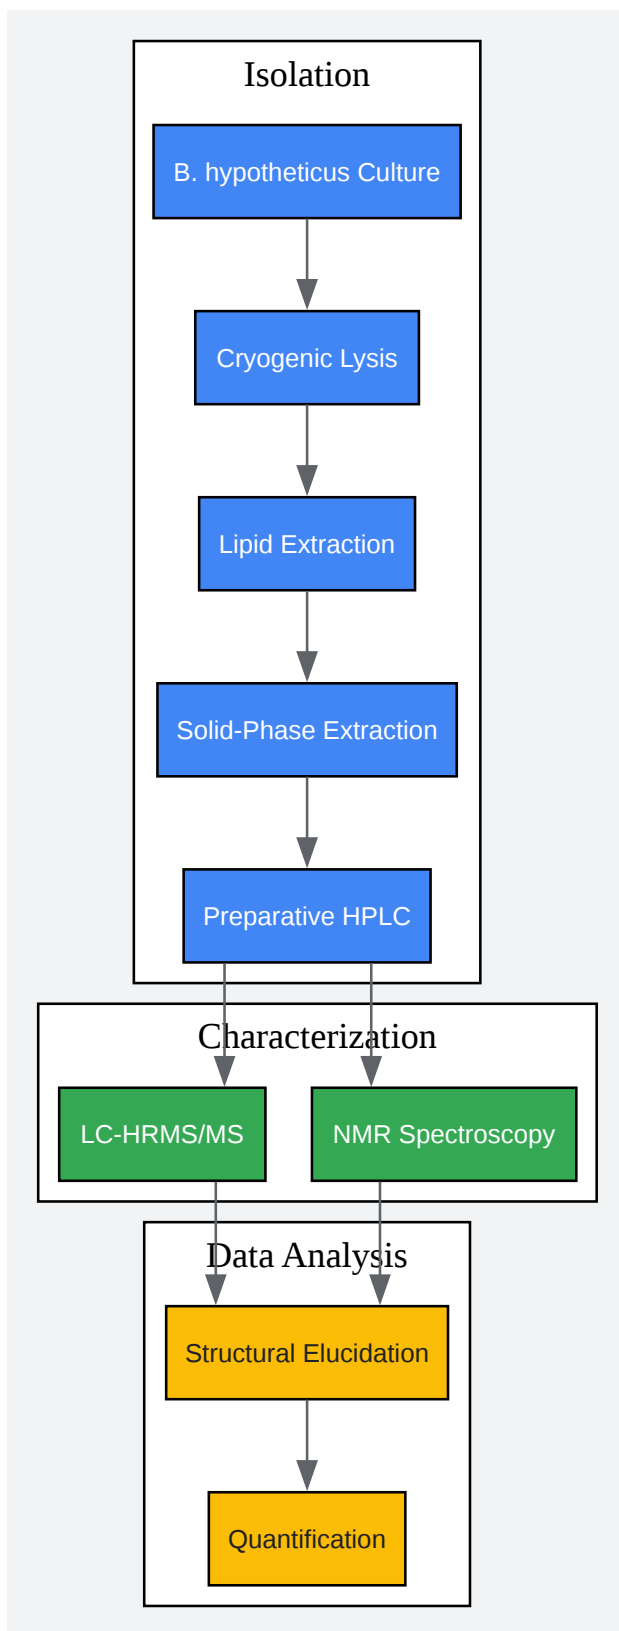 Isolation
B. hypotheticus Culture
Cryogenic Lysis
Lipid Extraction
Solid-Phase Extraction
Preparative HPLC
Characterization
LC-HRMS/MS
NMR Spectroscopy
Data Analysis
Structural Elucidation
Quantification